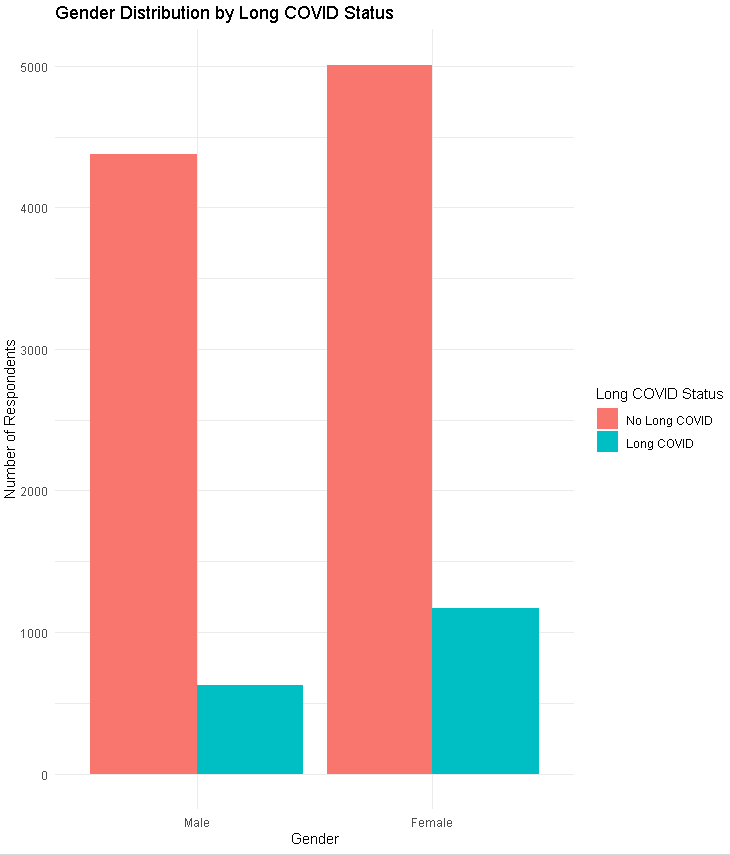 Gender Distribution by Long COVID Status
5000
4000
3000
2000
1000
0
Number of Respondents
Male
Female
Gender
Long COVID Status
No Long COVID
Long COVID